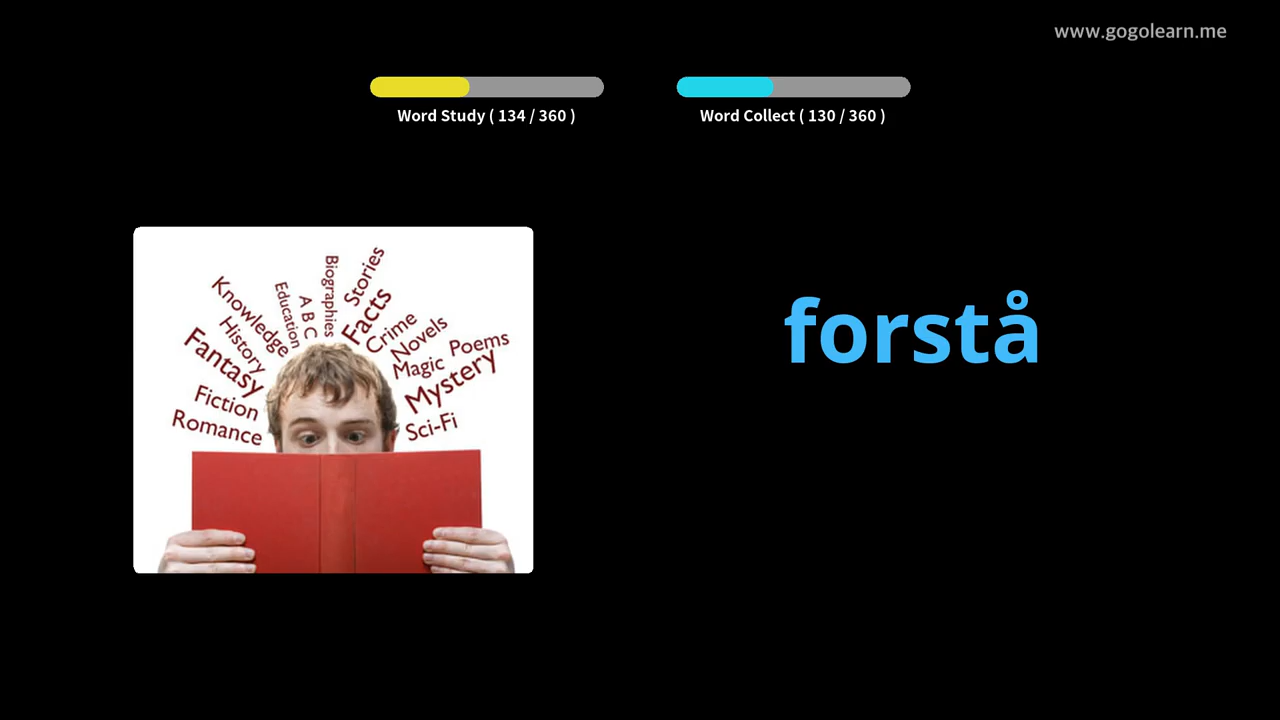 www.gogolearn.me
Word Study ( 134 / 360 )
Word Collect ( 130 / 360 )
Biographies
Stories
Education
A B C
Facts
Knowledge
History
Crime
Novels
Poems
Fantasy
Magic
Mystery
Fiction
Romance
Sci-Fi
forstå